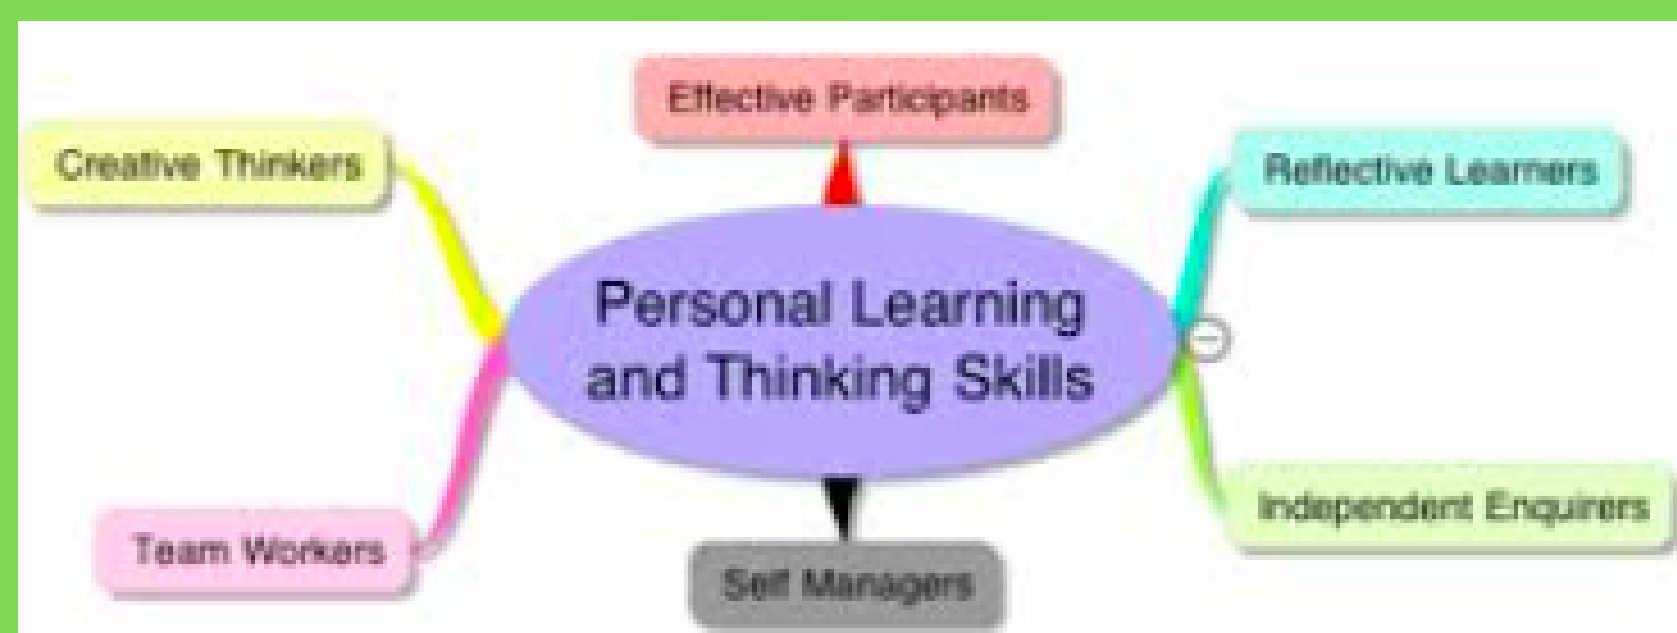 Effective Participants
Creative Thinkers
Reflective Learners
Personal Learning
and Thinking Skills
Independent Enquirers
Team Workers
Self Managers